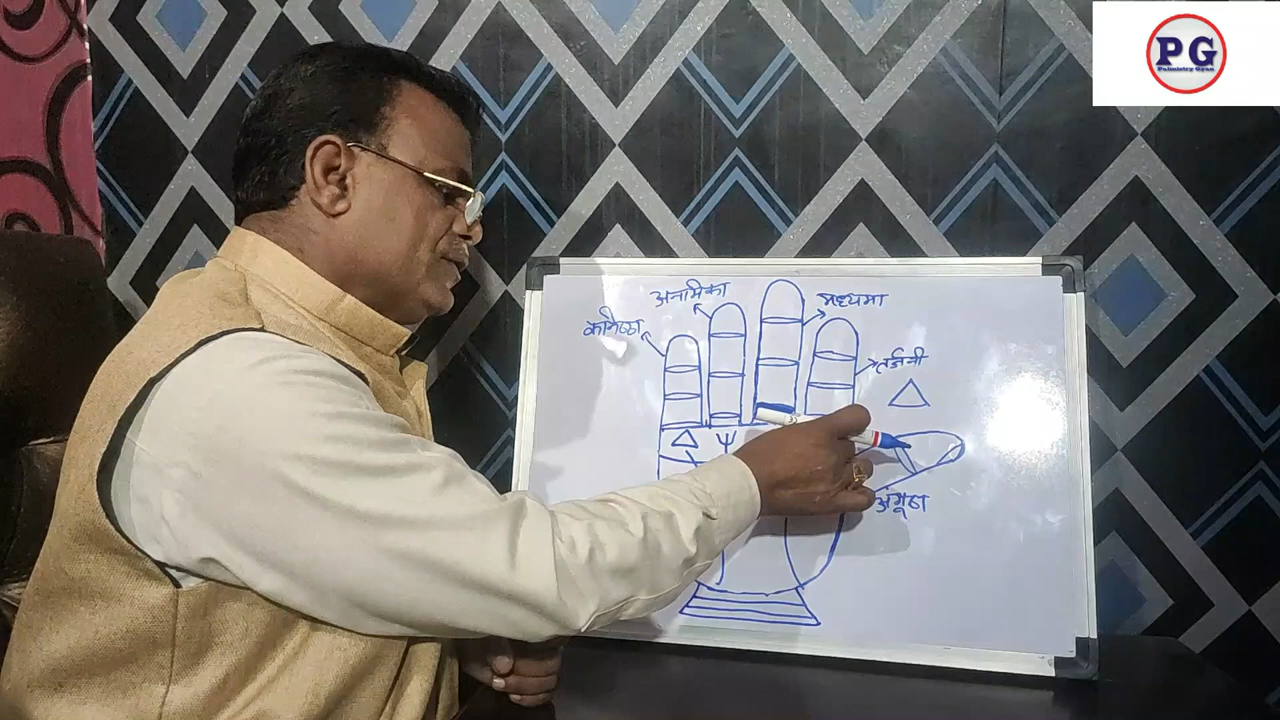 PG
Palmistry Gyan
अनामिका
मध्यमा
कनिष्ठा
तर्जनी
अंगूठा